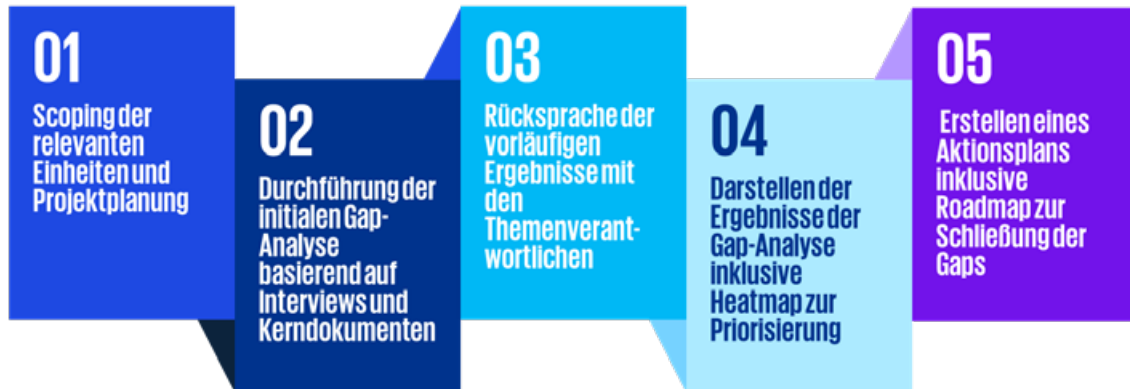 01
Scoping der
relevanten
Einheiten und
Projektplanung
02
Durchführung der
initialen Gap-
Analyse
basierend auf
Interviews und
Kerndokumenten
03
Rücksprache der
vorläufigen
Ergebnisse mit
den
Themenverant-
wortlichen
04
Darstellen der
Ergebnisse der
Gap-Analyse
inklusive
Heatmap zur
Priorisierung
05
Erstellen eines
Aktionsplans
inklusive
Roadmap zur
Schließung der
Gaps